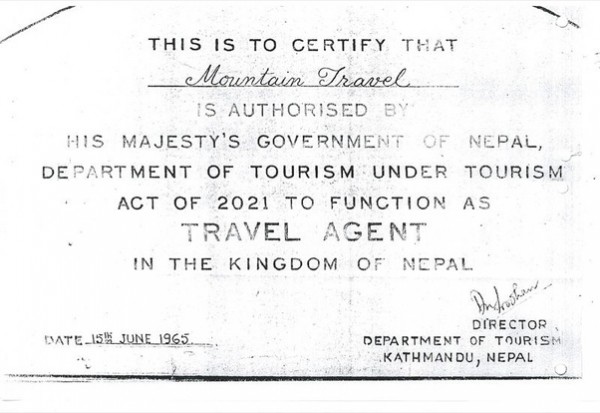 THIS IS TO CERTIFY THAT
Mountain Travel
IS AUTHORISED BY
HIS MAJESTY'S GOVERNMENT OF NEPAL,
DEPARTMENT OF TOURISM UNDER TOURISM
ACT OF 2021 TO FUNCTION AS
TRAVEL AGENT
IN THE KINGDOM OF NEPAL
DIRECTOR
DATE 15TH JUNE 1965
DEPARTMENT OF TOURISM
KATHMANDU, NEPAL